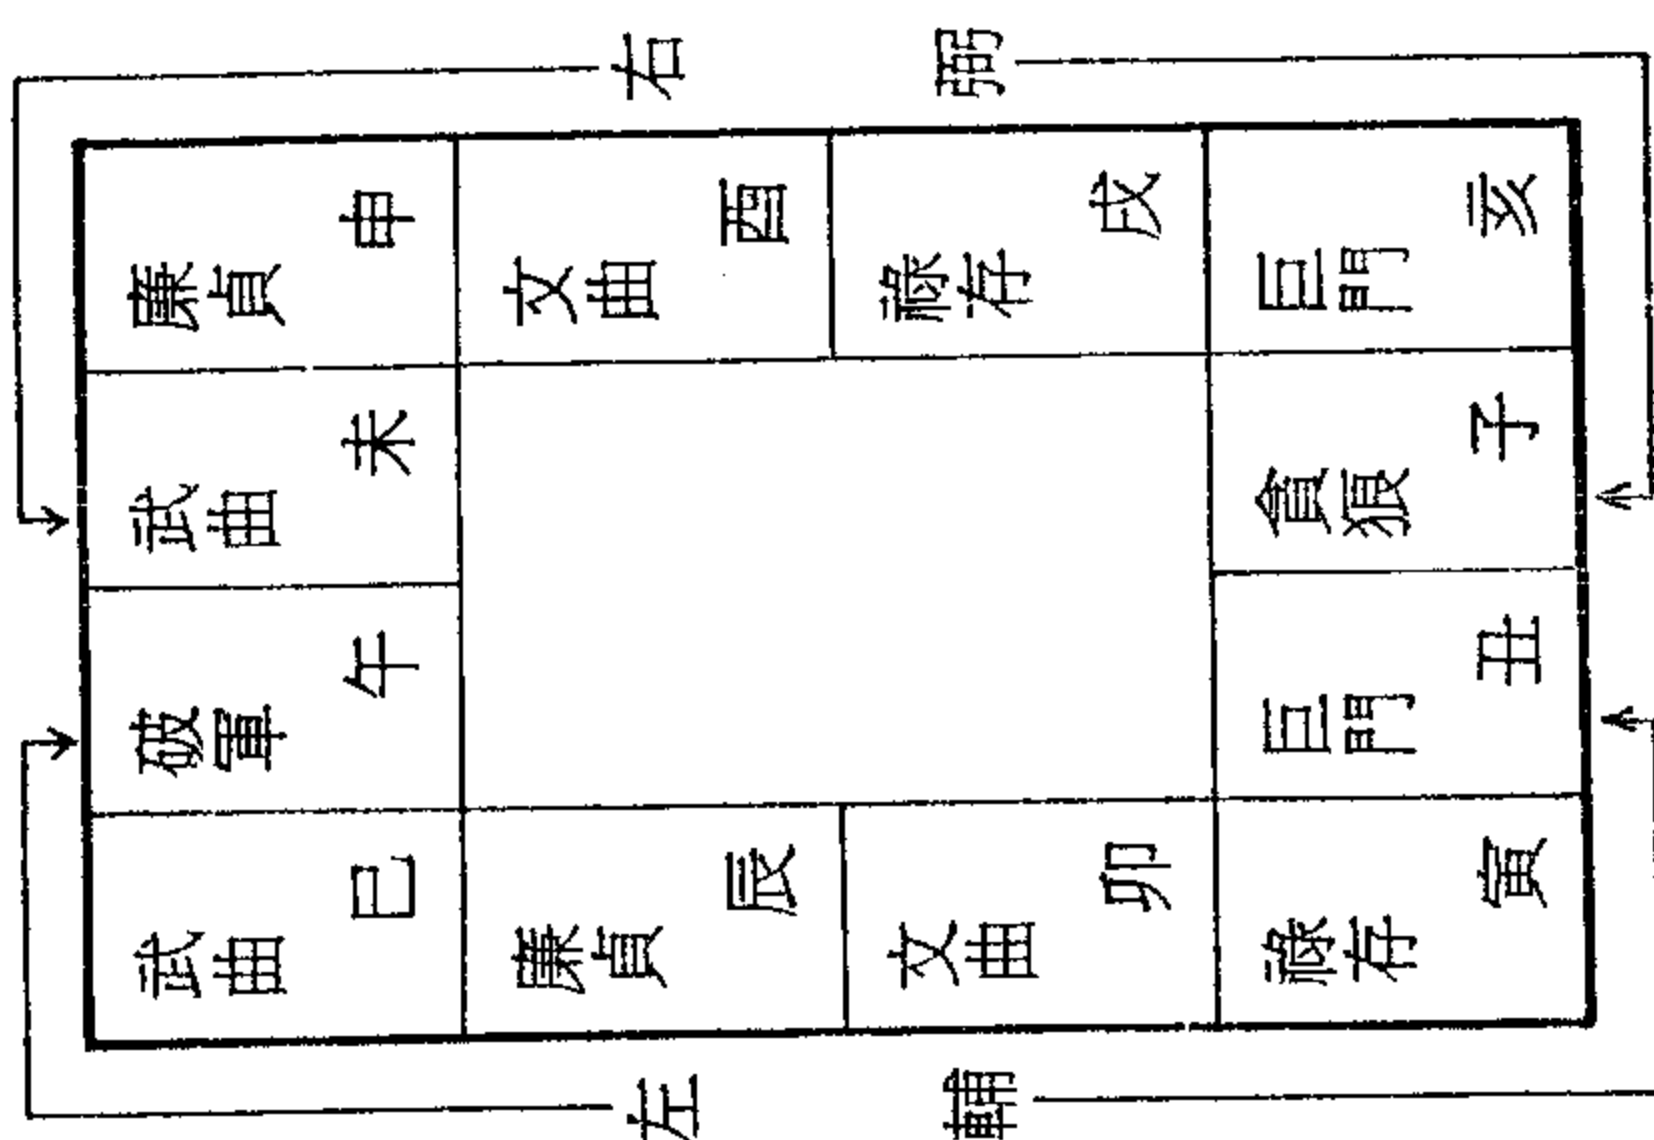 右 弼
廉貞 申
文曲 酉
祿存 戌
巨門 亥
武曲 未
貪狼 子
破軍 午
巨門 丑
武曲 巳
廉貞 辰
文曲 卯
祿存 寅
左 輔